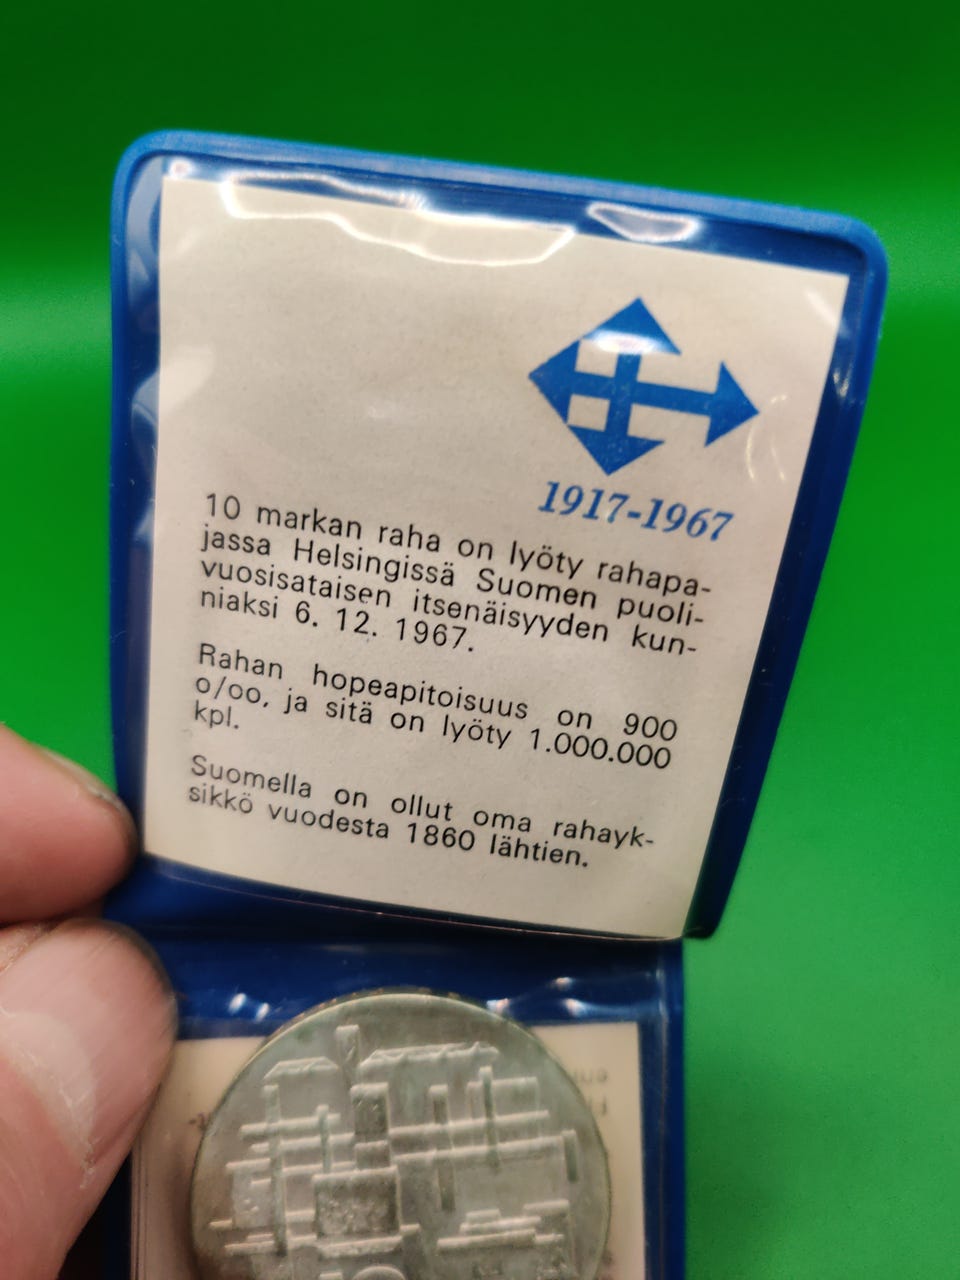 1917-1967
10 markan raha on lyöty rahapa-
jassa Helsingissä Suomen puoli-
vuosisataisen itsenäisyyden kun-
niaksi 6. 12. 1967.
Rahan hopeapitoisuus on 900
o/oo, ja sitä on lyöty 1.000.000
kpl.
Suomella on ollut oma rahayk-
sikkö vuodesta 1860 lähtien.